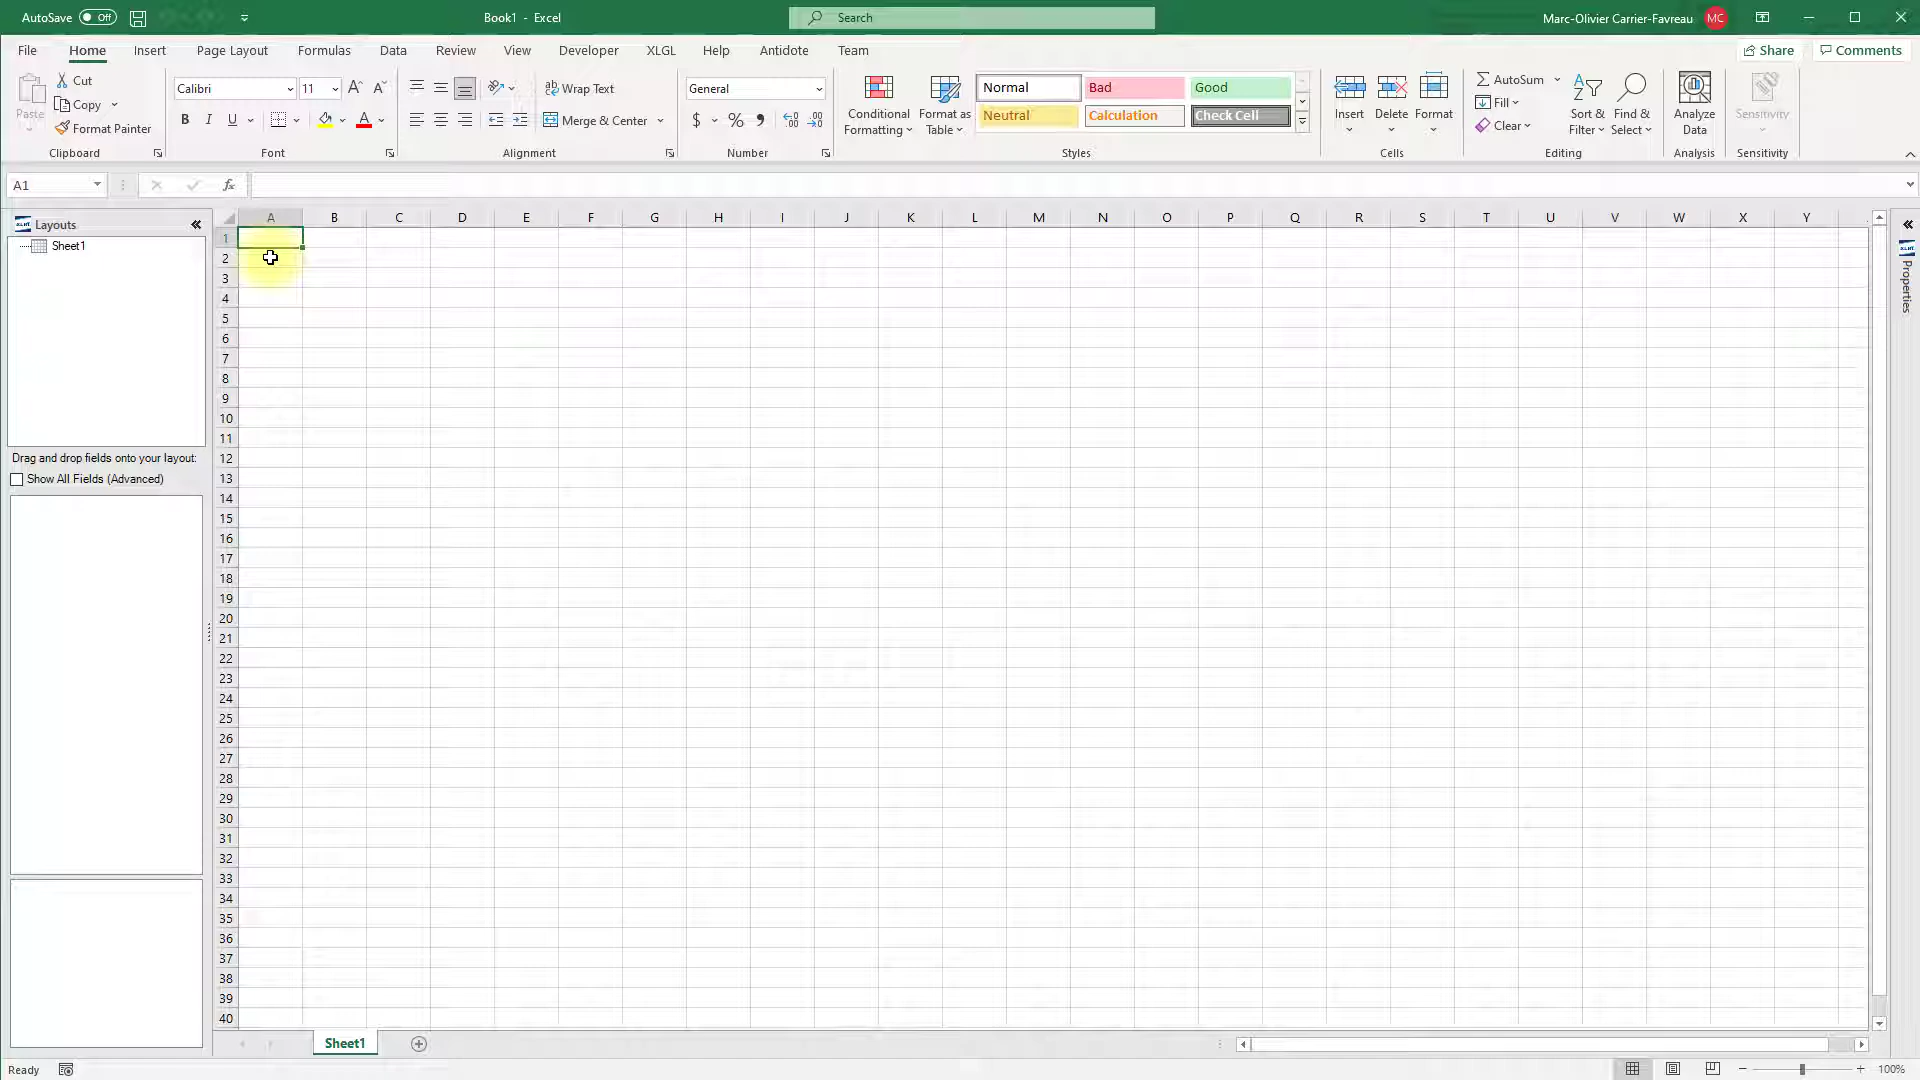 AutoSave Off Book1 - Excel Search Marc-Olivier Carrier-Favreau MC
File Home Insert Page Layout Formulas Data Review View Developer XLGL Help Antidote Team Share Comments
Paste Cut Copy Format Painter Clipboard
Calibri 11 B I U A Font
ab Wrap Text Merge & Center Alignment
General $ % Number
Conditional Formatting Format as Table Normal Bad Good
Neutral Calculation Check Cell
Styles
Insert Delete Format Cells
AutoSum Fill Clear Sort & Filter Find & Select Editing
Analyze Data Analysis
Sensitivity Sensitivity
A1 fx
Layouts
Sheet1
Drag and drop fields onto your layout:
Show All Fields (Advanced)
A B C D E F G H I J K L M N O P Q R S T U V W X Y
1
2
3
4
5
6
7
8
9
10
11
12
13
14
15
16
17
18
19
20
21
22
23
24
25
26
27
28
29
30
31
32
33
34
35
36
37
38
39
40
Properties
Sheet1
Ready 100%